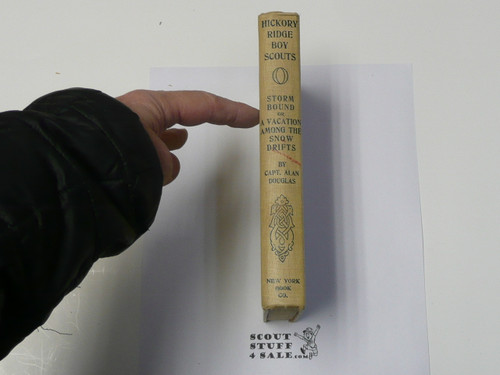 HICKORY
RIDGE
BOY
SCOUTS
STORM
BOUND
OR
A VACATION
AMONG THE
SNOW
DRIFTS
BY
CAPT. ALAN
DOUGLAS
NEW YORK
BOOK
CO.
SCOUT
STUFF
4 SALE.com